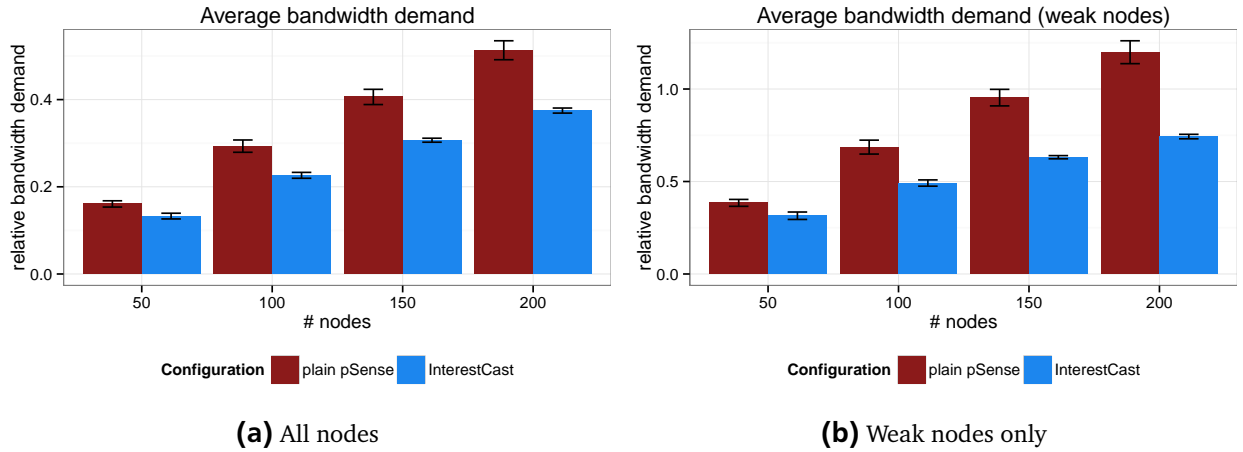 Average bandwidth demand
relative bandwidth demand
0.4
0.2
0.0
50 100 150 200
# nodes
Configuration plain pSense InterestCast
(a) All nodes
Average bandwidth demand (weak nodes)
relative bandwidth demand
1.0
0.5
0.0
50 100 150 200
# nodes
Configuration plain pSense InterestCast
(b) Weak nodes only